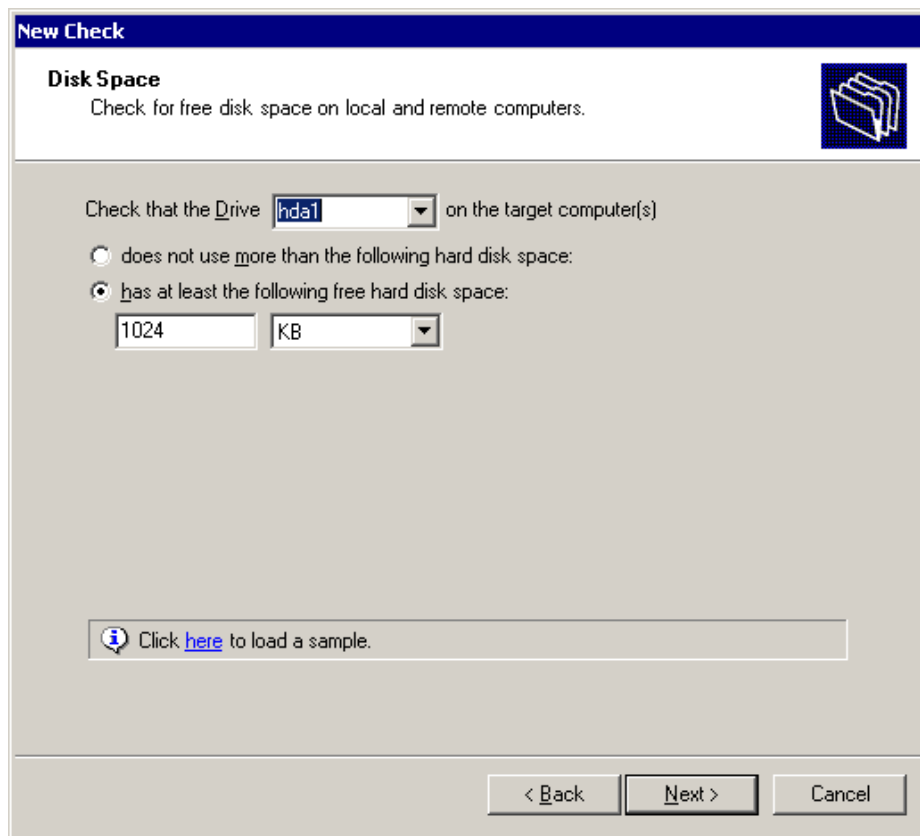 New Check
Disk Space
Check for free disk space on local and remote computers.
Check that the Drive hda1 on the target computer(s)
does not use more than the following hard disk space:
has at least the following free hard disk space:
1024 KB
Click here to load a sample.
< Back Next > Cancel